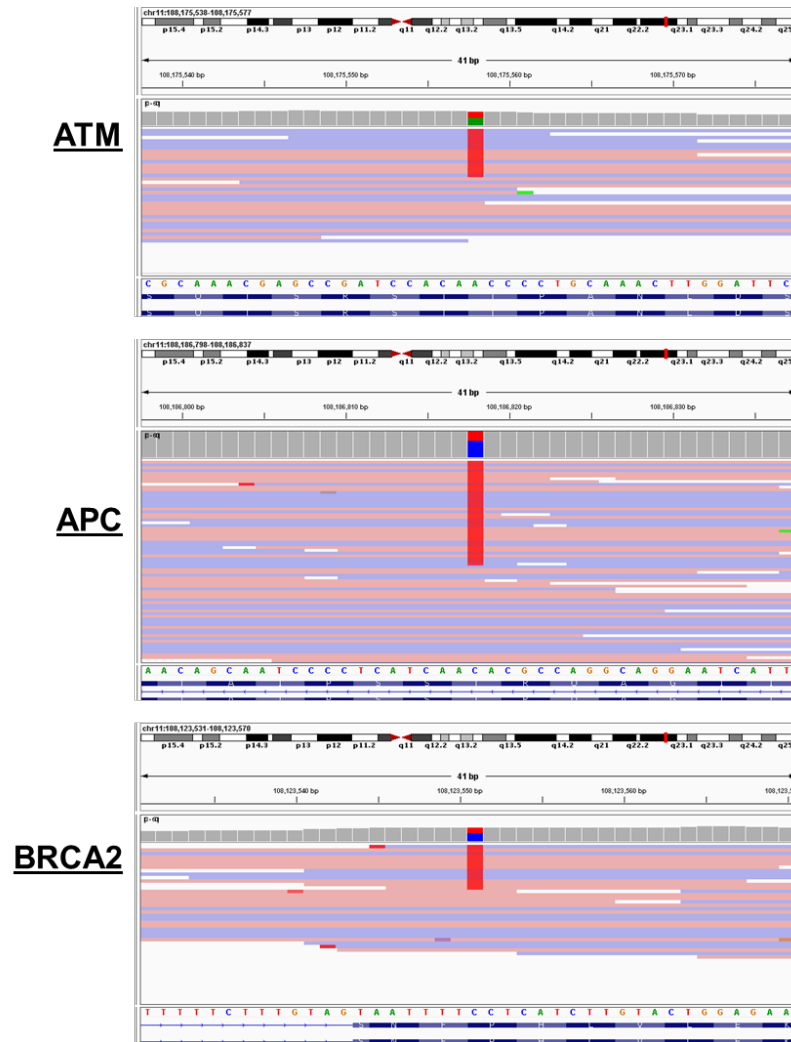 chr11:108,175,538-108,175,577
p15.4 p15.2 p14.3 p13 p12 p11.2 q11 q12.2 q13.2 q13.5 q14.2 q21 q22.2 q23.1 q23.3 q24.2 q25
41 bp
108,175,540 bp 108,175,550 bp 108,175,560 bp 108,175,570 bp
ATM
C G C A A A C G A G C C G A T C C A C A A C C C C T G C A A A C T T G G A T T C
S Q T S R S T T P A N L D S
S Q T S R S T T P A N L D S
chr11:108,186,798-108,186,837
p15.4 p15.2 p14.3 p13 p12 p11.2 q11 q12.2 q13.2 q13.5 q14.2 q21 q22.2 q23.1 q23.3 q24.2 q25
41 bp
108,186,800 bp 108,186,810 bp 108,186,820 bp 108,186,830 bp
APC
A A C A G C A A T C C C C T C A T C A A C A C G C C A G G C A G G A A T C A T T
chr11:108,123,531-108,123,570
p15.4 p15.2 p14.3 p13 p12 p11.2 q11 q12.2 q13.2 q13.5 q14.2 q21 q22.2 q23.1 q23.3 q24.2 q25
41 bp
108,123,540 bp 108,123,550 bp 108,123,560 bp
BRCA2
T T T T T C T T T G T A G T A A T T T T C C T C A T C T T G T A C T G G A G A A